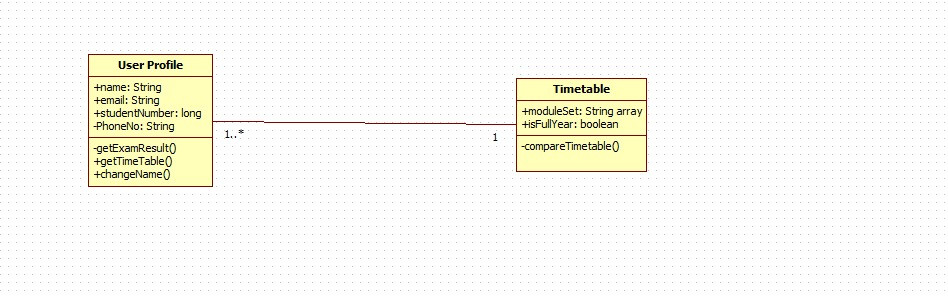 User Profile
+name: String
+email: String
+studentNumber: long
-PhoneNo: String
-getExamResult()
+getTimeTable()
+changeName()
1..*
1
Timetable
+moduleSet: String array
+isFullYear: boolean
-compareTimetable()